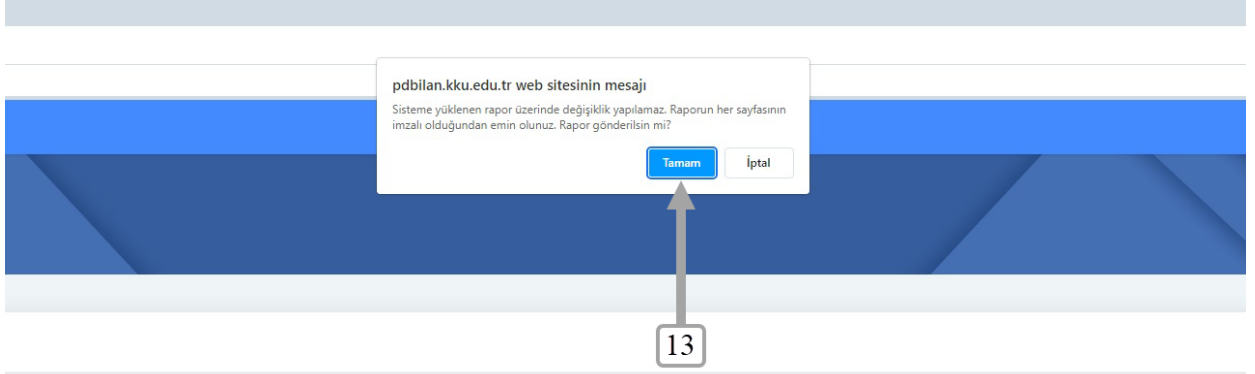 pdbilan.kku.edu.tr web sitesinin mesajı
Sisteme yüklenen rapor üzerinde değişiklik yapılamaz. Raporun her sayfasının
imzalı olduğundan emin olunuz. Rapor gönderilsin mi?
Tamam İptal
13